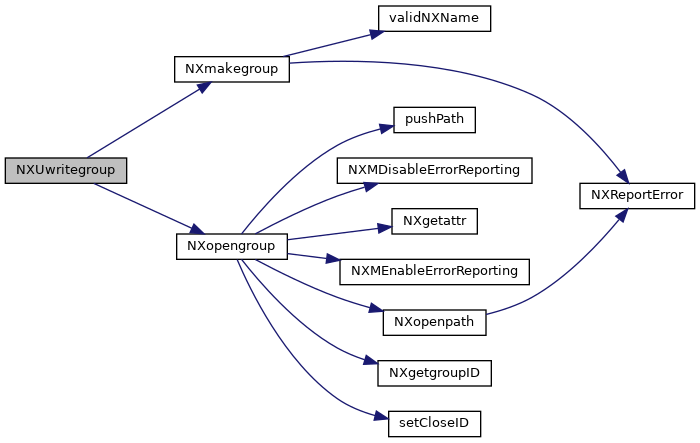 validNXName
NXmakegroup
pushPath
NXUwritegroup
NXMDisableErrorReporting
NXReportError
NXgetattr
NXopengroup
NXMEnableErrorReporting
NXopenpath
NXgetgroupID
setCloseID